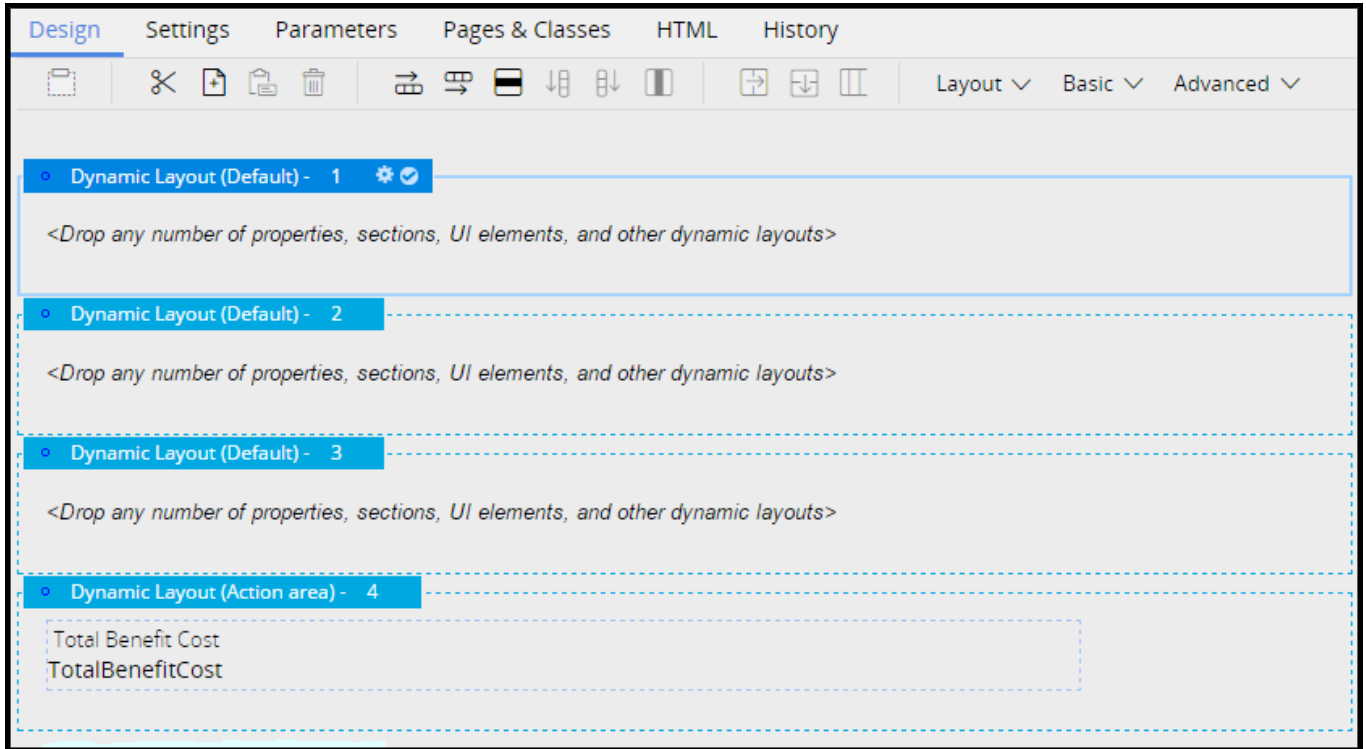 Design Settings Parameters Pages & Classes HTML History
Layout Basic Advanced
Dynamic Layout (Default) - 1
<Drop any number of properties, sections, UI elements, and other dynamic layouts>
Dynamic Layout (Default) - 2
<Drop any number of properties, sections, UI elements, and other dynamic layouts>
Dynamic Layout (Default) - 3
<Drop any number of properties, sections, UI elements, and other dynamic layouts>
Dynamic Layout (Action area) - 4
Total Benefit Cost
TotalBenefitCost